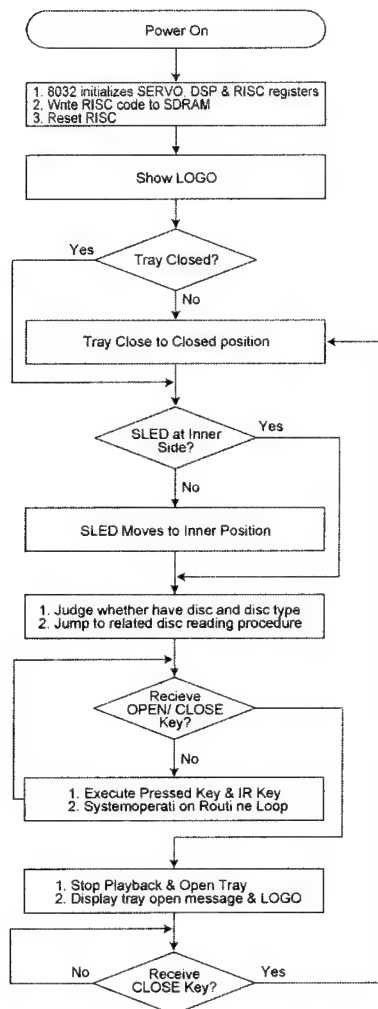 Power On
1. 8032 initializes SERVO, DSP & RISC registers
2. Write RISC code to SDRAM
3. Reset RISC
Show LOGO
Yes
Tray Closed?
No
Tray Close to Closed position
SLED at Inner
Side?
Yes
No
SLED Moves to Inner Position
1. Judge whether have disc and disc type
2. Jump to related disc reading procedure
Recieve
OPEN/ CLOSE
Key?
No
1. Execute Pressed Key & IR Key
2. Systemoperati on Routi ne Loop
1. Stop Playback & Open Tray
2. Display tray open message & LOGO
No
Receive
CLOSE Key?
Yes